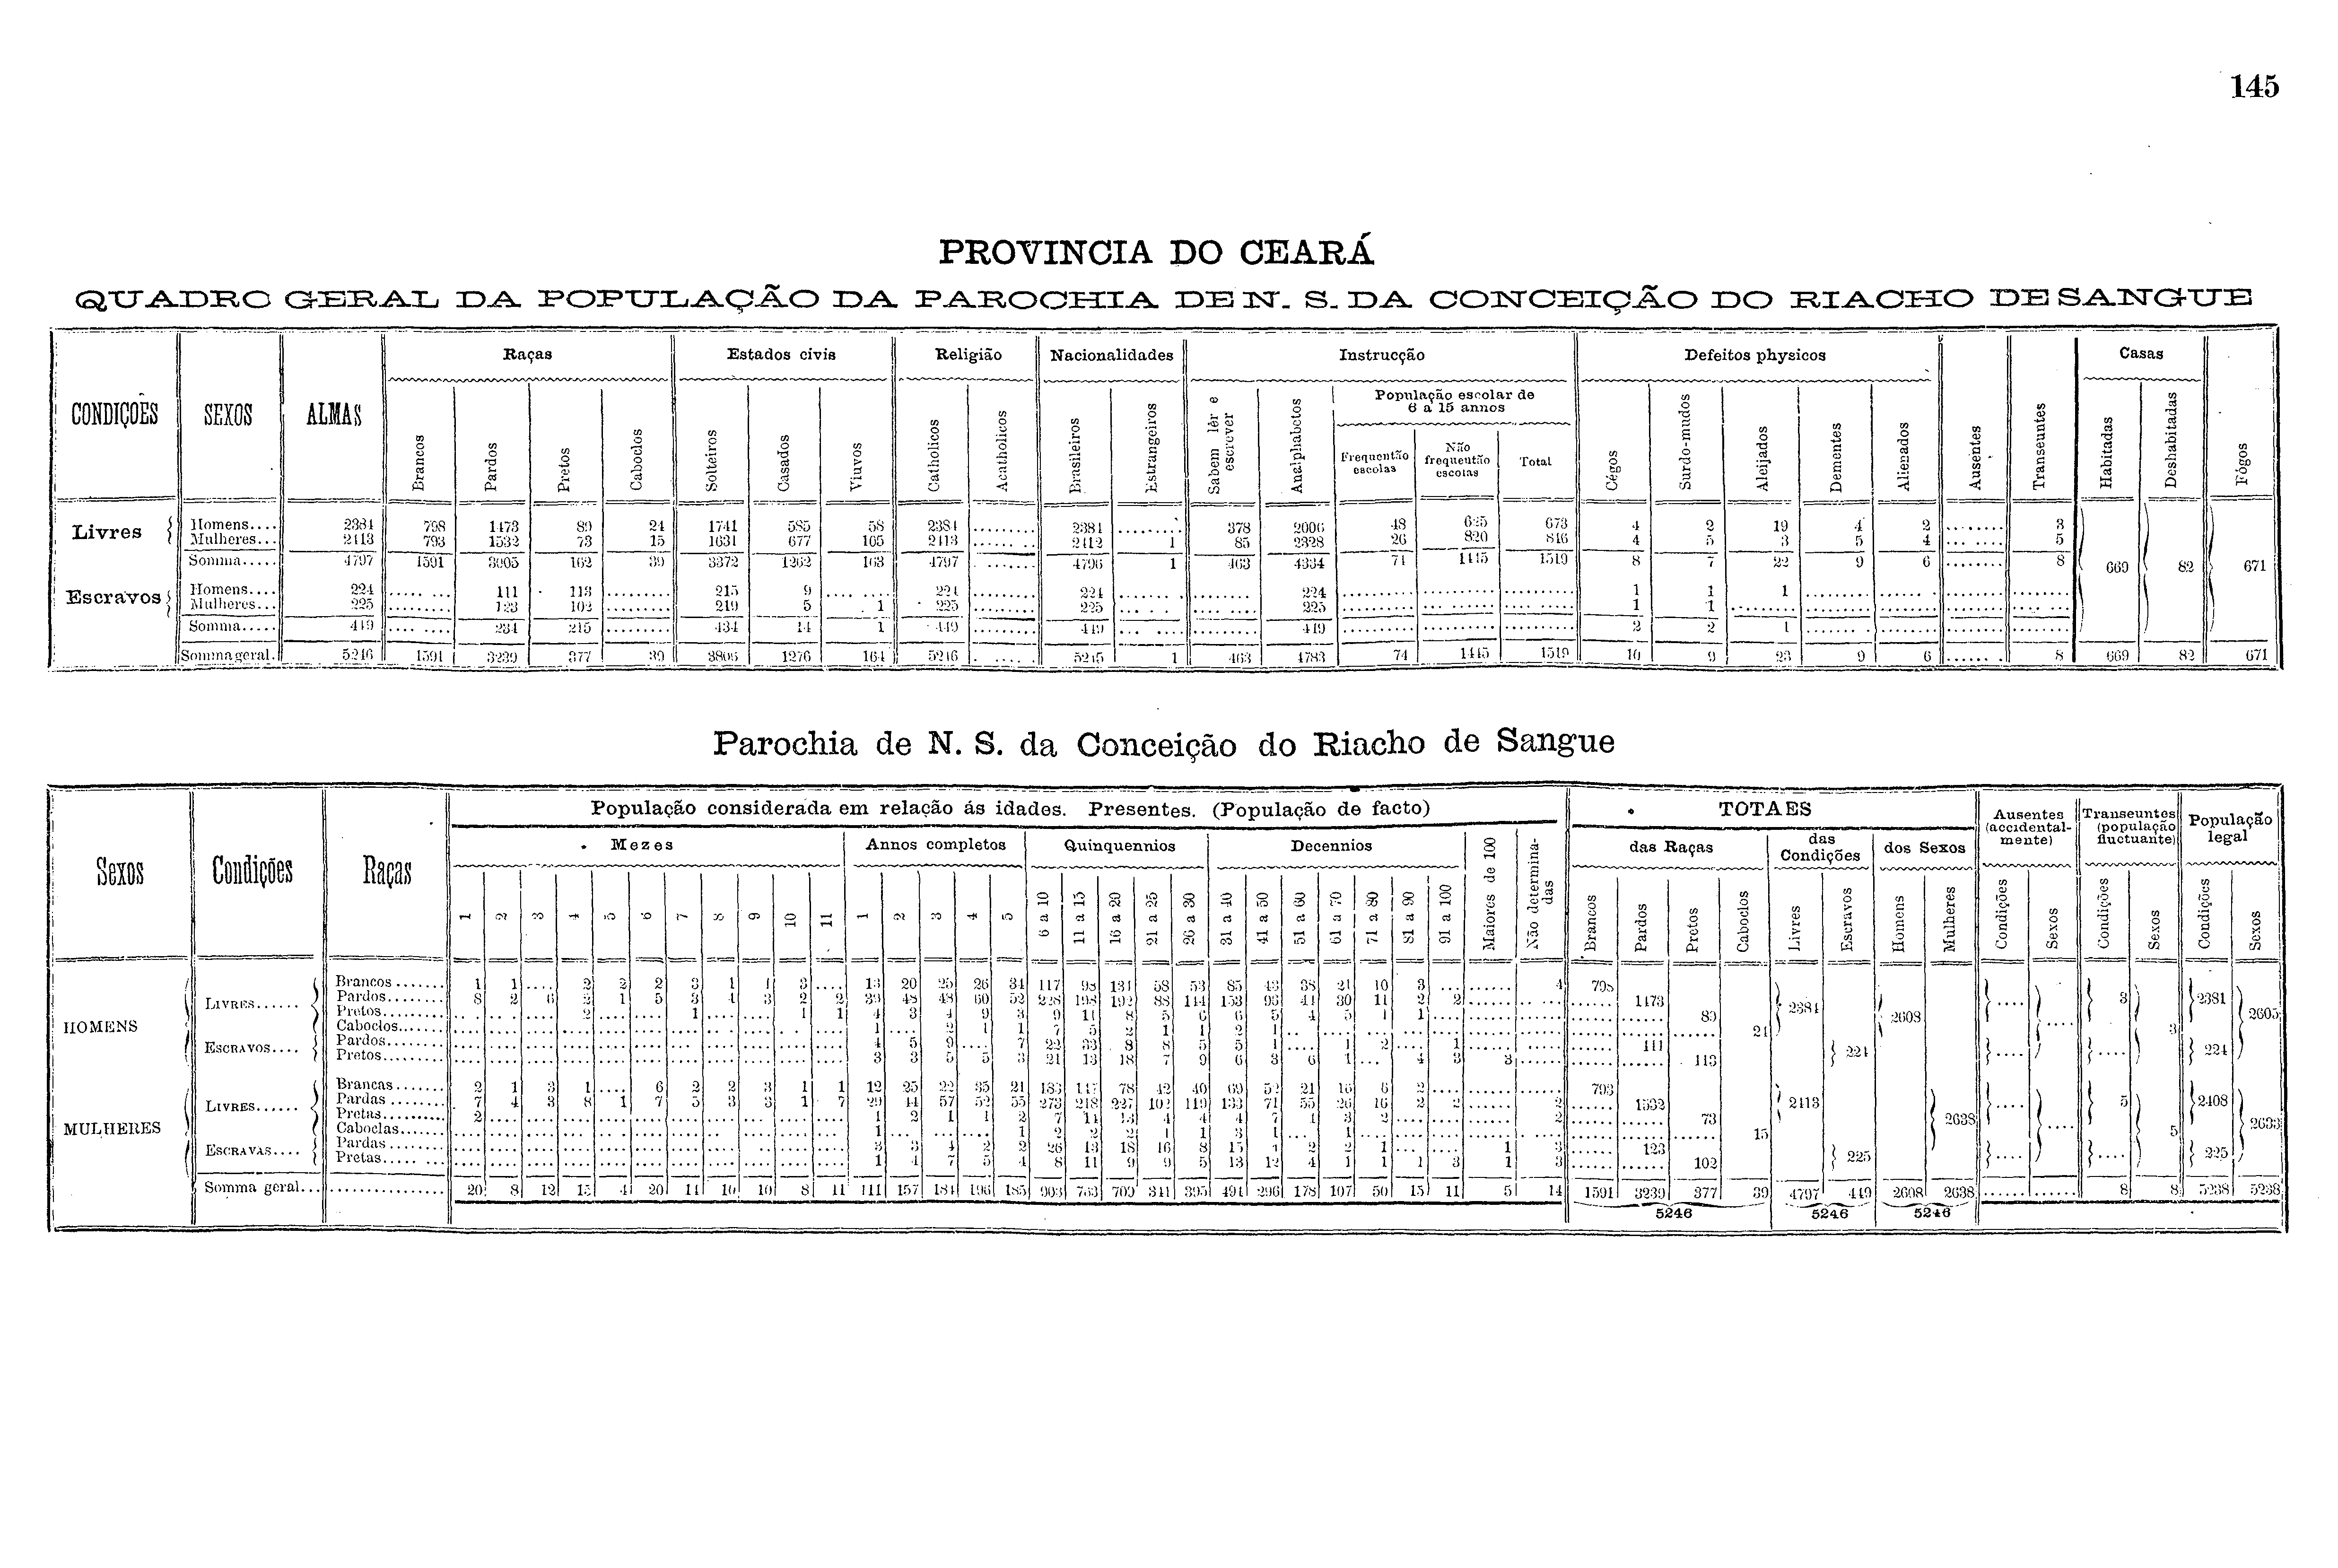 145
PROVINCIA DO CEARÁ
QUADRO GERAL DA POPULAÇÃO DA PAROCHIA DE N. S. DA CONCEIÇÃO DO RIACHO DE SANGUE
CONDIÇOẼS SEXOS ALMAS Raças Estados civis Religião Nacionalidades Instrucção Defeitos physicos Ausentes Transeuntes Casas Fógos
População escolar de 6 a 15 annos
Brancos Pardos Pretos Caboclos Solteiros Casados Viuvos Catholicos Acatholicos Brasileiros Estrangeiros Sabem lêr e escrever Analphabetos Frequentão escolas Não frequentão escolas Total Cégos Surdo-mudos Aleijados Dementes Alienados Habitadas Deshabitadas
Livres Homens.... 2384 798 1473 89 24 1741 585 58 2384 ......... 2384 ........ 378 2006 48 625 673 4 2 19 4 2 ........ 3
Mulheres... 2413 793 1532 73 15 1631 677 105 2413 ........ 2412 1 85 2328 26 820 846 4 5 3 5 4 ........ 5
Somma..... 4797 1591 3005 162 39 3372 1262 163 4797 ........ 4796 1 463 4334 74 1445 1519 8 7 22 9 6 ........ 8 669 82 671
Escravos Homens.... 224 ........ 111 113 ......... 215 9 ........ 224 ......... 224 ........ ........ 224 ......... ......... ......... 1 1 1 ......... ........ ........ ........
Mulheres... 225 ......... 123 102 ......... 219 5 1 225 ......... 225 ........ ........ 225 ......... ......... ......... 1 1 ......... ......... ........ ........ ........
Somma..... 449 ........ 234 215 ......... 434 14 1 449 ......... 449 ........ ......... 449 ......... ......... ......... 2 2 1 ........ ........ ........ ........
Somma geral. 5246 1591 3239 377 39 3806 1276 164 5246 ........ 5245 1 463 4783 74 1445 1519 10 9 23 9 6 ....... 8 669 82 671
Parochia de N. S. da Conceição do Riacho de Sangue
Sexos Condições Raças População considerada em relação ás idades. Presentes. (População de facto) TOTAES Ausentes (accidentalmente) Transeuntes (população fluctuante) População legal
Mezes Annos completos Quinquennios Decennios Maiores de 100 Não determinadas das Raças das Condições dos Sexos
1 2 3 4 5 6 7 8 9 10 11 1 2 3 4 5 6 a 10 11 a 15 16 a 20 21 a 25 26 a 30 31 a 40 41 a 50 51 a 60 61 a 70 71 a 80 81 a 90 91 a 100 Brancos Pardos Pretos Caboclos Livres Escravos Homens Mulheres Condições Sexos Condições Sexos Condições Sexos
HOMENS LIVRES...... Brancos ....... 1 1 .... 2 2 2 3 1 1 3 .... 13 20 25 26 34 117 98 134 58 53 85 43 38 21 10 3 ... ...... 4 798
Pardos........ 8 2 6 2 1 5 3 4 3 2 2 39 48 48 60 52 228 198 192 88 114 153 93 41 30 11 2 2 ...... ...... 1473 2384 3 2381
Pretos......... .... .... .... 2 .... .... 1 .... .... 1 1 4 3 4 9 3 9 11 8 5 6 6 5 4 5 1 1 .... 89 2608 2605
Caboclos...... 1 .... 2 1 1 7 5 2 1 1 2 1 .... 24 3
ESCRAVOS.... Pardos........ 4 5 9 .... 7 22 33 8 8 5 5 1 .... 1 2 .... 1 ...... 111 224 224
Pretos......... 3 3 5 5 3 21 13 18 7 9 6 3 6 1 .... 4 3 3 ...... 113
MULHERES LIVRES...... Brancas....... 2 1 3 1 .... 6 2 2 3 1 1 12 25 22 35 21 183 147 78 42 40 69 52 21 16 6 2 .... ...... 793
Pardas ........ 7 4 3 8 1 7 5 3 3 1 7 29 44 57 52 55 273 218 227 102 119 133 71 55 26 16 2 2 ...... 2 1532 2413 5 2408
Pretas.......... 2 .... 1 2 1 1 2 7 11 13 4 4 4 7 1 3 2 .... 2 73 2638 2633
Caboclas...... 1 .... .... .... 1 2 2 2 1 1 3 1 .... 1 .... 15 5
ESCRAVAS.... Pardas ........ 3 3 4 2 2 26 13 18 16 8 15 4 2 2 1 .... .... 1 3 123 225 225
Pretas......... 1 4 7 5 4 8 11 9 9 5 13 12 4 1 1 1 3 1 3 102
Somma geral... ................ 20 8 12 15 4 20 14 10 10 8 11 111 157 184 196 185 903 763 709 341 395 494 296 178 107 50 15 11 5 14 1591 3239 377 39 4797 449 2608 2638 ...... ...... 8 8 5238 5238
5246 5246 5246